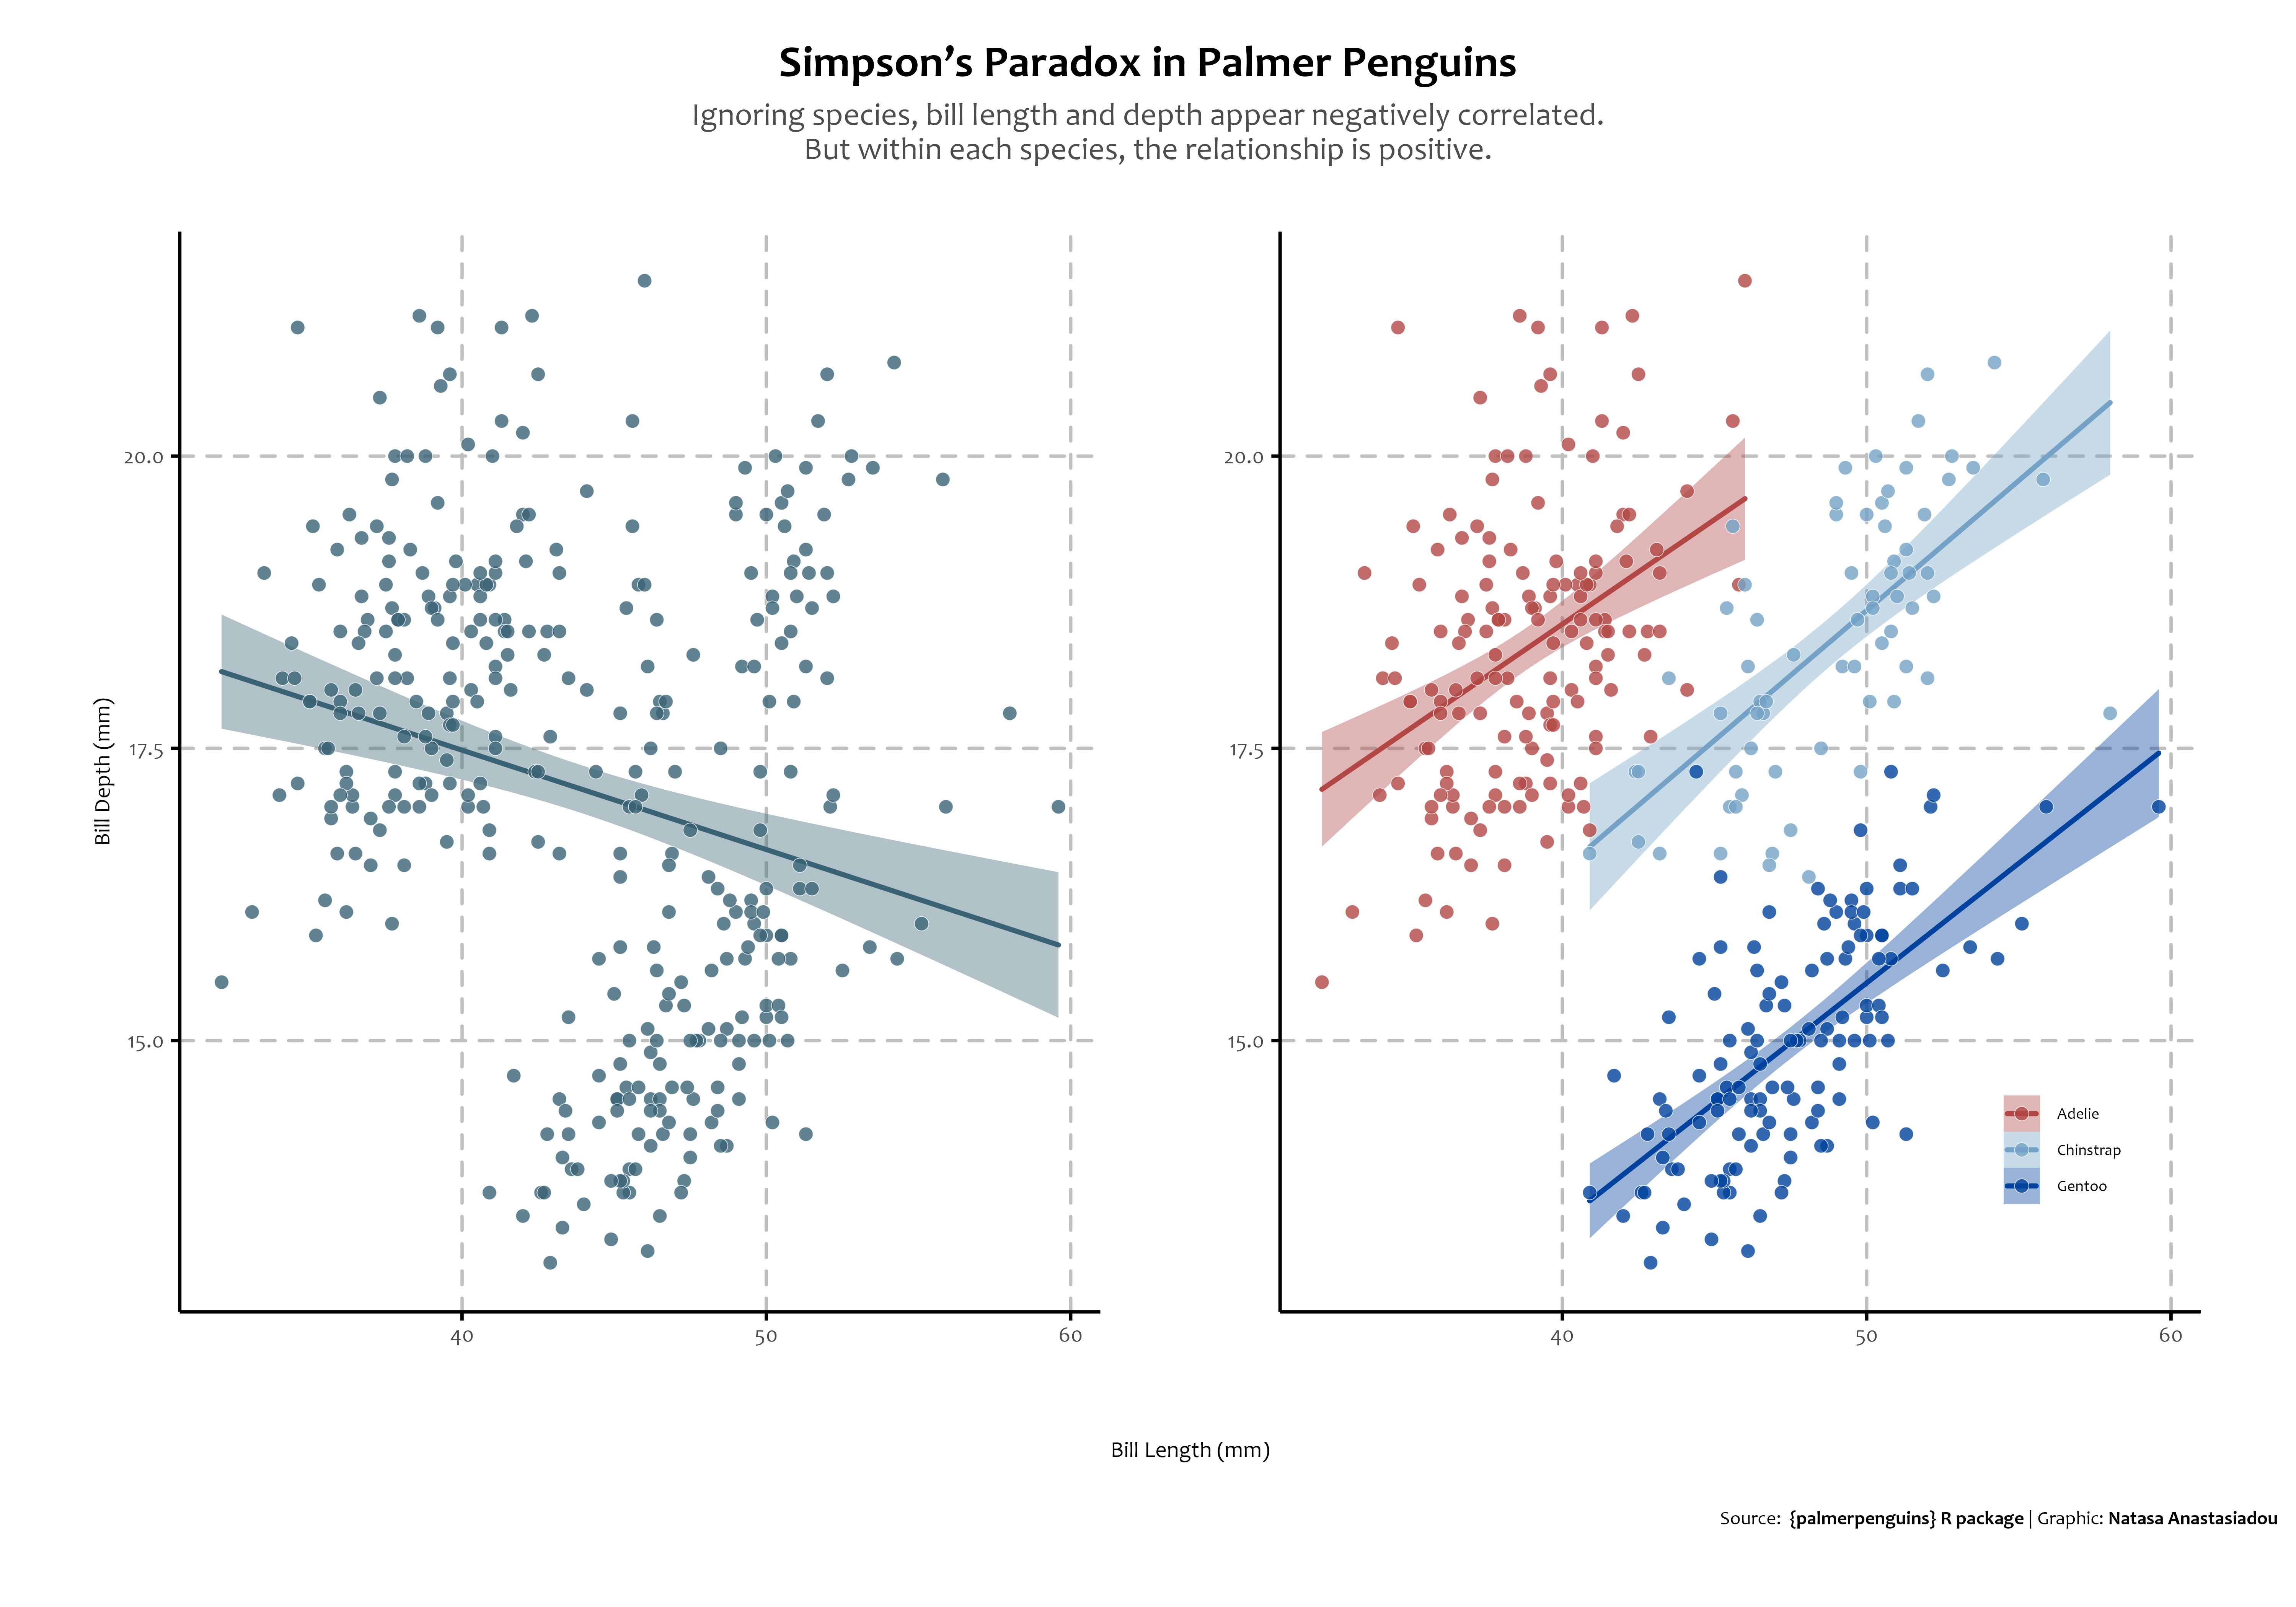 Simpson’s Paradox in Palmer Penguins
Ignoring species, bill length and depth appear negatively correlated.
But within each species, the relationship is positive.
Bill Depth (mm)
20.0
17.5
15.0
40 50 60
20.0
17.5
15.0
40 50 60
Adelie
Chinstrap
Gentoo
Bill Length (mm)
Source: {palmerpenguins} R package | Graphic: Natasa Anastasiadou